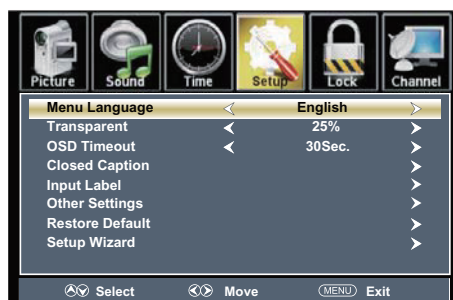 Picture Sound Time Setup Lock Channel
Menu Language English
Transparent 25%
OSD Timeout 30Sec.
Closed Caption
Input Label
Other Settings
Restore Default
Setup Wizard
Select Move MENU Exit